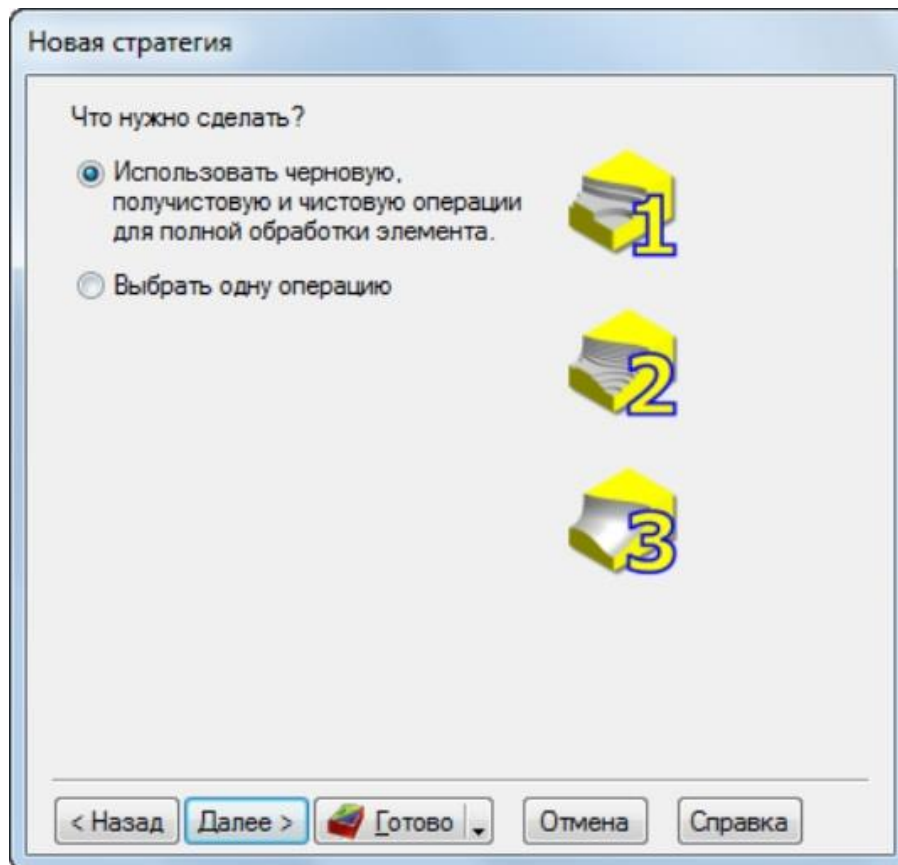 Новая стратегия
Что нужно сделать?
Использовать черновую,
получистовую и чистовую операции
для полной обработки элемента.
Выбрать одну операцию
1
2
3
< Назад
Далее >
Готово
Отмена
Справка